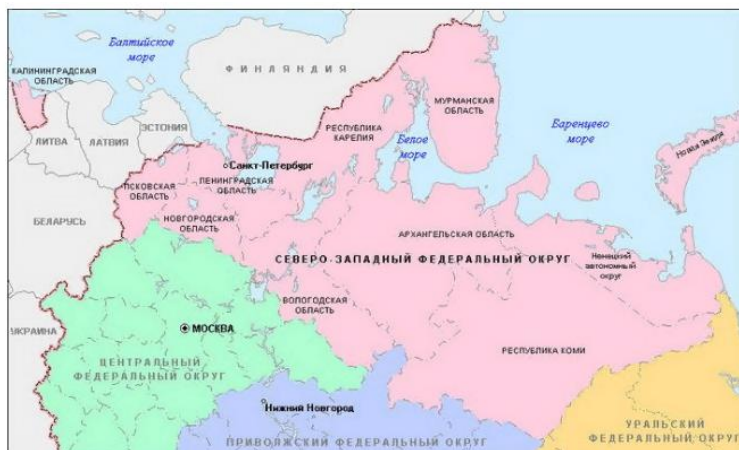 Балтийское
море
КАЛИНИНГРАДСКАЯ
ОБЛАСТЬ
ФИНЛЯНДИЯ
МУРМАНСКАЯ
ОБЛАСТЬ
РЕСПУБЛИКА
КАРЕЛИЯ
Белое
море
Баренцево
море
Новая Земля
ЛИТВА
ЛАТВИЯ
ЭСТОНИЯ
Санкт-Петербург
ПСКОВСКАЯ
ОБЛАСТЬ
ЛЕНИНГРАДСКАЯ
ОБЛАСТЬ
НОВГОРОДСКАЯ
ОБЛАСТЬ
БЕЛАРУСЬ
АРХАНГЕЛЬСКАЯ ОБЛАСТЬ
СЕВЕРО-ЗАПАДНЫЙ ФЕДЕРАЛЬНЫЙ ОКРУГ
Ненецкий
автономный
округ
ВОЛОГОДСКАЯ
ОБЛАСТЬ
УКРАИНА
МОСКВА
РЕСПУБЛИКА КОМИ
ЦЕНТРАЛЬНЫЙ
ФЕДЕРАЛЬНЫЙ ОКРУГ
Нижний Новгород
ПРИВОЛЖСКИЙ ФЕДЕРАЛЬНЫЙ ОКРУГ
УРАЛЬСКИЙ
ФЕДЕРАЛЬНЫЙ ОКРУГ